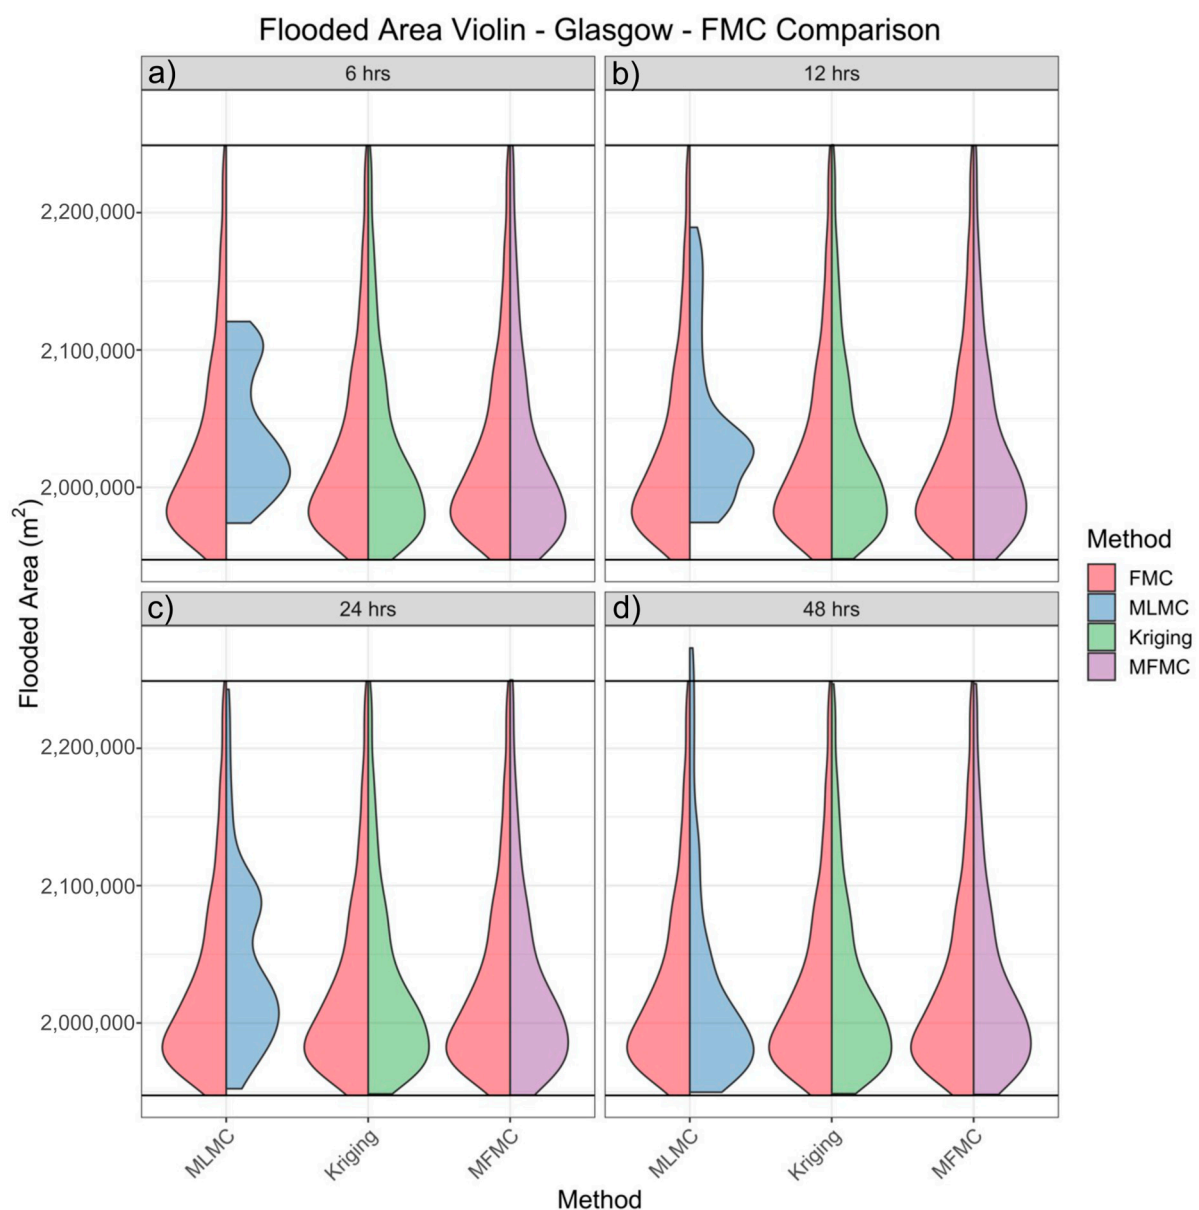 Flooded Area Violin - Glasgow - FMC Comparison
a) 6 hrs
b) 12 hrs
2,200,000
2,100,000
2,000,000
c) 24 hrs
d) 48 hrs
2,200,000
2,100,000
2,000,000
Flooded Area (m²)
MLMC
Kriging
MFMC
MLMC
Kriging
MFMC
Method
Method
FMC
MLMC
Kriging
MFMC